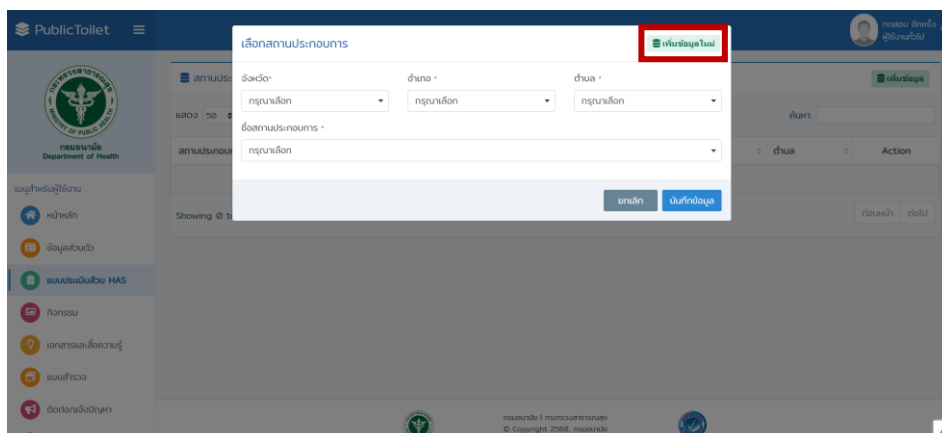 PublicToilet
ทดสอบ อีกครั้ง
ผู้ใช้งานทั่วไป
เลือกสถานประกอบการ
เพิ่มข้อมูลใหม่
สถานประ
เพิ่มข้อมูล
จังหวัด*
อำเภอ *
ตำบล *
กรุณาเลือก
กรุณาเลือก
กรุณาเลือก
แสดง 50
ค้นหา:
ชื่อสถานประกอบการ *
กรุณาเลือก
กรมอนามัย
Department of Health
สถานประกอบ
ตำบล
Action
เมนูสำหรับผู้ใช้งาน
ยกเลิก
บันทึกข้อมูล
หน้าหลัก
Showing 0 t
ก่อนหน้า
ต่อไป
ข้อมูลส่วนตัว
แบบประเมินส้วม HAS
กิจกรรม
เอกสารและสื่อความรู้
แบบสำรวจ
ติดต่อ/แจ้งปัญหา
กรมอนามัย | กระทรวงสาธารณสุข
© Copyright 2568, กรมอนามัย